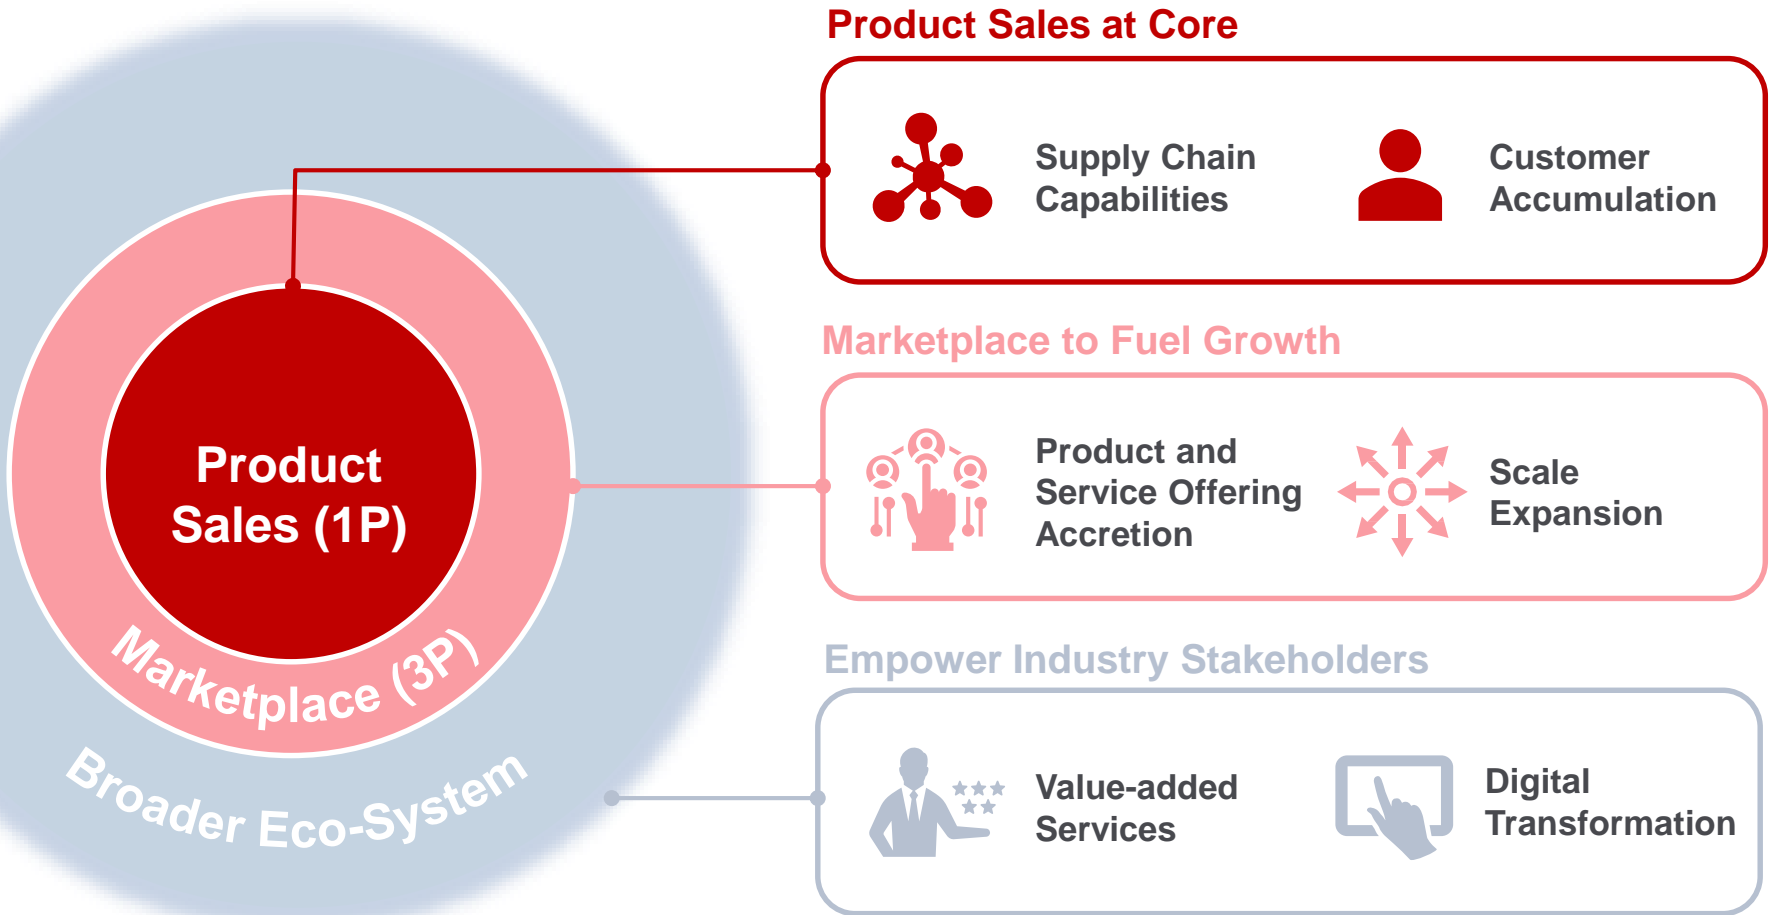 Product Sales at Core
Supply Chain
Capabilities
Customer
Accumulation
Marketplace to Fuel Growth
Product and
Service Offering
Accretion
Scale
Expansion
Empower Industry Stakeholders
Value-added
Services
Digital
Transformation
Product
Sales (1P)
Marketplace (3P)
Broader Eco-System